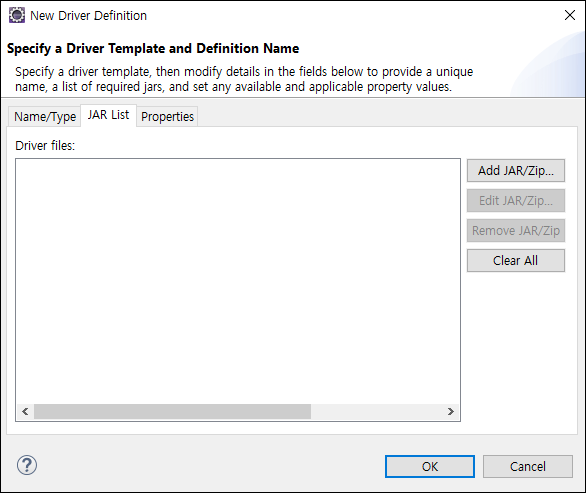 New Driver Definition
Specify a Driver Template and Definition Name
Specify a driver template, then modify details in the fields below to provide a unique
name, a list of required jars, and set any available and applicable property values.
Name/Type JAR List Properties
Driver files:
Add JAR/Zip...
Edit JAR/Zip...
Remove JAR/Zip
Clear All
?
OK Cancel